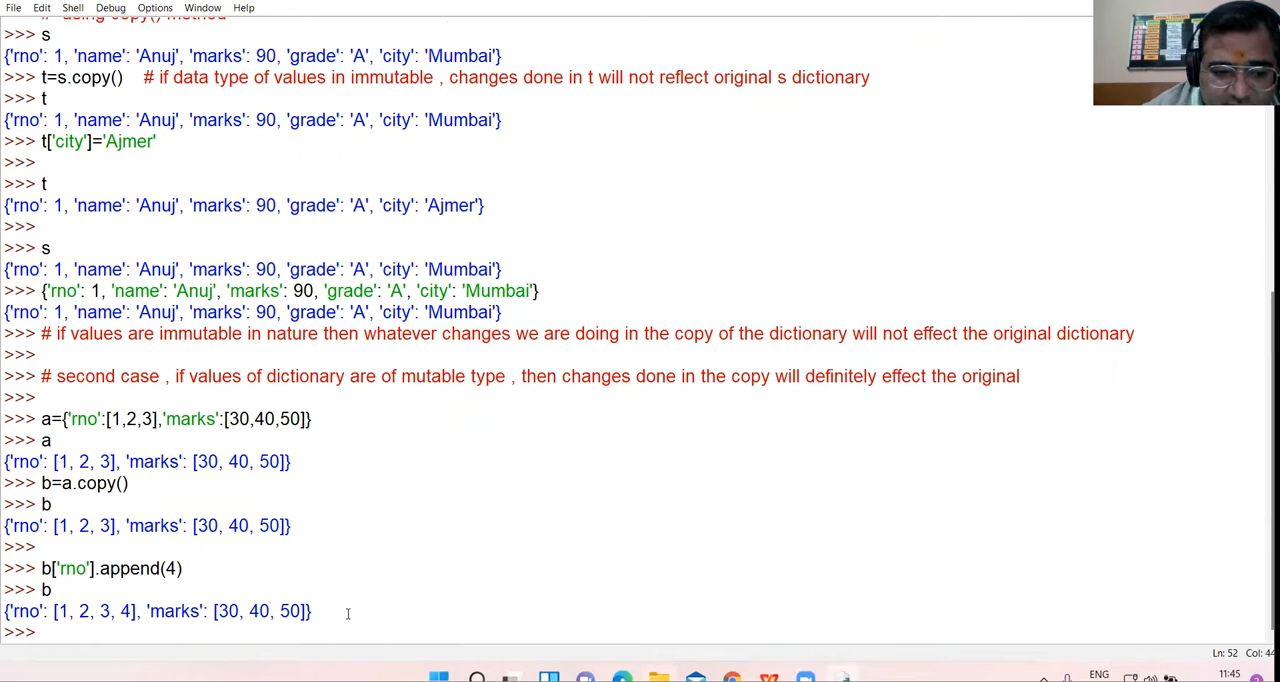 File Edit Shell Debug Options Window Help
# using copy() method
>>> s
{'rno': 1, 'name': 'Anuj', 'marks': 90, 'grade': 'A', 'city': 'Mumbai'}
>>> t=s.copy() # if data type of values in immutable , changes done in t will not reflect original s dictionary
>>> t
{'rno': 1, 'name': 'Anuj', 'marks': 90, 'grade': 'A', 'city': 'Mumbai'}
>>> t['city']='Ajmer'
>>>
>>> t
{'rno': 1, 'name': 'Anuj', 'marks': 90, 'grade': 'A', 'city': 'Ajmer'}
>>>
>>> s
{'rno': 1, 'name': 'Anuj', 'marks': 90, 'grade': 'A', 'city': 'Mumbai'}
>>> {'rno': 1, 'name': 'Anuj', 'marks': 90, 'grade': 'A', 'city': 'Mumbai'}
{'rno': 1, 'name': 'Anuj', 'marks': 90, 'grade': 'A', 'city': 'Mumbai'}
>>> # if values are immutable in nature then whatever changes we are doing in the copy of the dictionary will not effect the original dictionary
>>>
>>> # second case , if values of dictionary are of mutable type , then changes done in the copy will definitely effect the original
>>>
>>> a={'rno':[1,2,3],'marks':[30,40,50]}
>>> a
{'rno': [1, 2, 3], 'marks': [30, 40, 50]}
>>> b=a.copy()
>>> b
{'rno': [1, 2, 3], 'marks': [30, 40, 50]}
>>>
>>> b['rno'].append(4)
>>> b
{'rno': [1, 2, 3, 4], 'marks': [30, 40, 50]}
>>>
Ln: 52 Col: 44
ENG 11:45